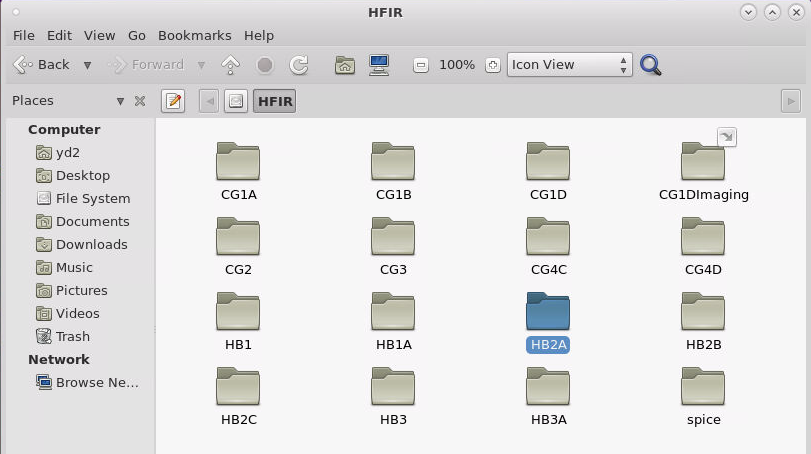 HFIR
File Edit View Go Bookmarks Help
Back Forward 100% Icon View
Places HFIR
Computer
yd2
Desktop
File System
Documents
Downloads
Music
Pictures
Videos
Trash
Network
Browse Ne...
CG1A CG1B CG1D CG1DImaging
CG2 CG3 CG4C CG4D
HB1 HB1A HB2A HB2B
HB2C HB3 HB3A spice